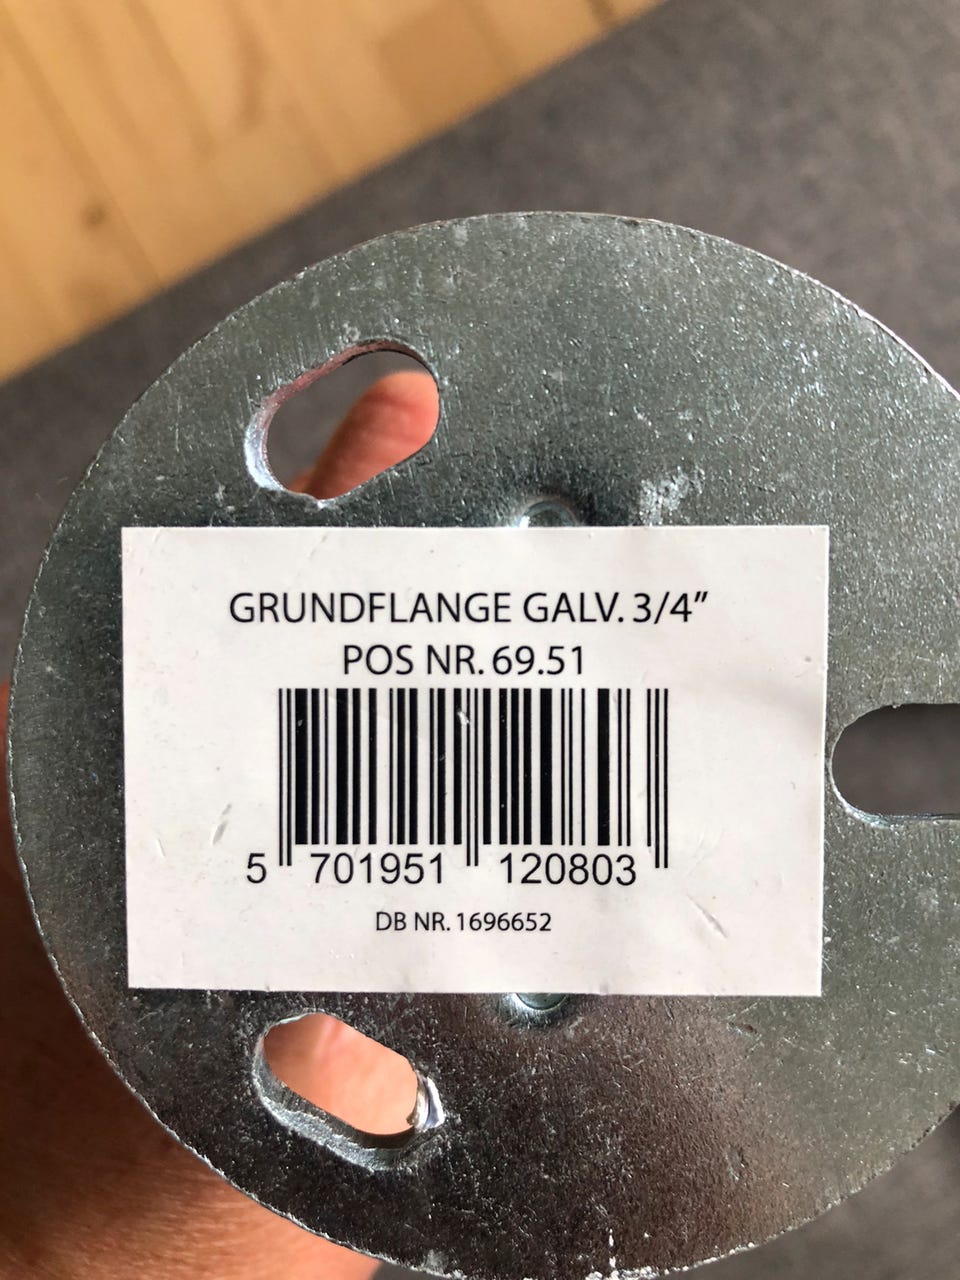 GRUNDFLANGE GALV. 3/4”
POS NR. 69.51
5 701951 120803
DB NR. 1696652